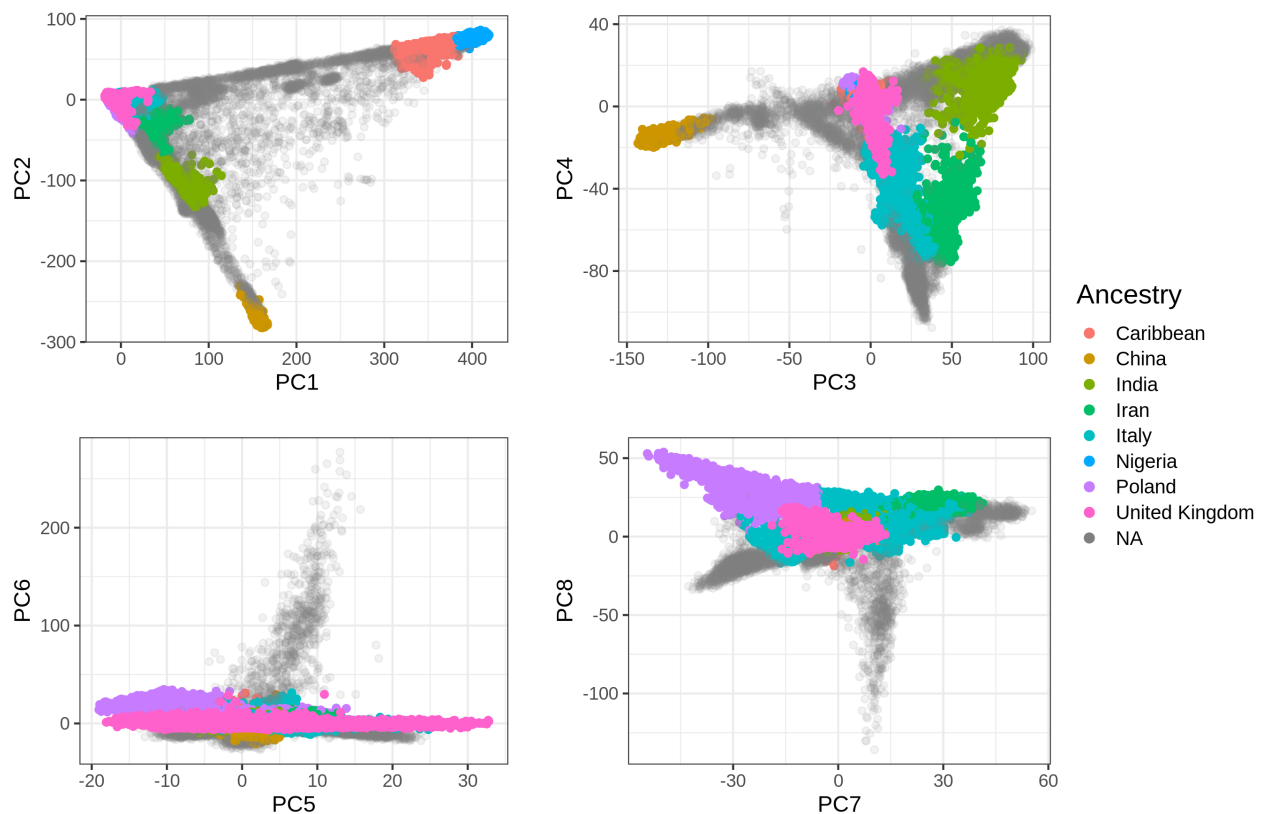 100
0
-100
-200
-300
PC2
0
100
200
300
400
PC1
40
0
-40
-80
PC4
-150
-100
-50
0
50
100
PC3
200
100
0
PC6
-20
-10
0
10
20
30
PC5
50
0
-50
-100
PC8
-30
0
30
60
PC7
Ancestry
Caribbean
China
India
Iran
Italy
Nigeria
Poland
United Kingdom
NA